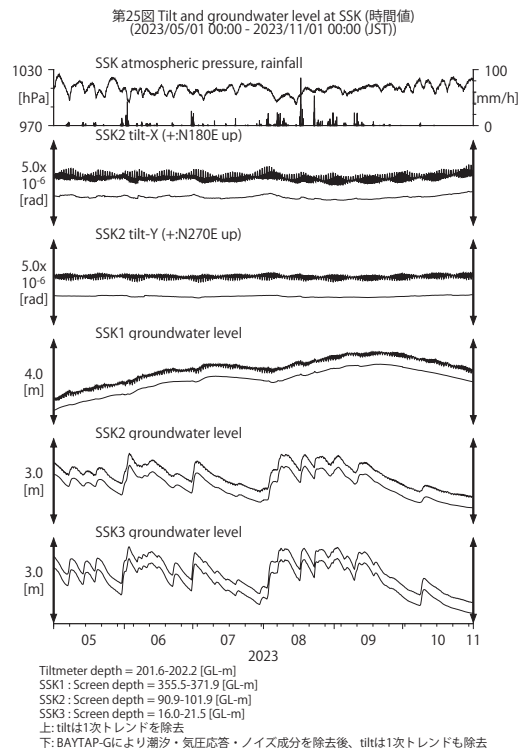 第25図 Tilt and groundwater level at SSK (時間値)
(2023/05/01 00:00 - 2023/11/01 00:00 (JST))
SSK atmospheric pressure, rainfall
1030
100
[hPa]
[mm/h]
970
0
SSK2 tilt-X (+:N180E up)
5.0x
10-6
[rad]
SSK2 tilt-Y (+:N270E up)
5.0x
10-6
[rad]
SSK1 groundwater level
4.0
[m]
SSK2 groundwater level
3.0
[m]
SSK3 groundwater level
3.0
[m]
05 06 07 08 09 10 11
2023
Tiltmeter depth = 201.6-202.2 [GL-m]
SSK1 : Screen depth = 355.5-371.9 [GL-m]
SSK2 : Screen depth = 90.9-101.9 [GL-m]
SSK3 : Screen depth = 16.0-21.5 [GL-m]
上: tiltは1次トレンドを除去
下: BAYTAP-Gにより潮汐・気圧応答・ノイズ成分を除去後、tiltは1次トレンドも除去